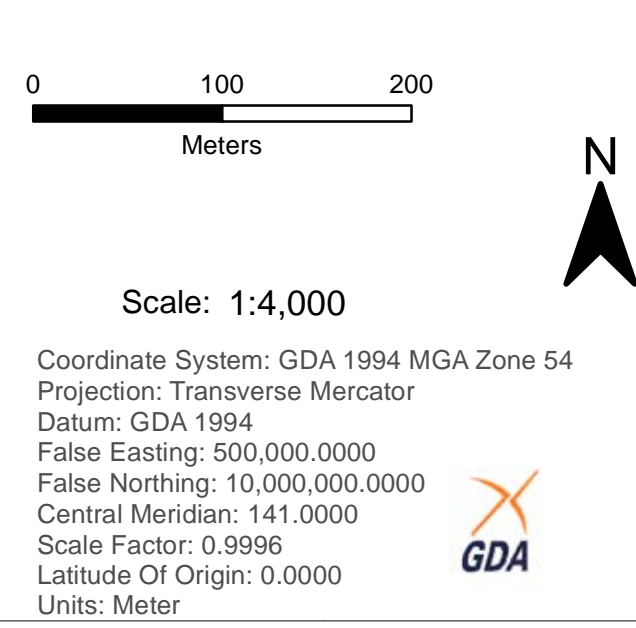 0 100 200
Meters
N
Scale: 1:4,000
Coordinate System: GDA 1994 MGA Zone 54
Projection: Transverse Mercator
Datum: GDA 1994
False Easting: 500,000.0000
False Northing: 10,000,000.0000
Central Meridian: 141.0000
Scale Factor: 0.9996
Latitude Of Origin: 0.0000
Units: Meter
GDA